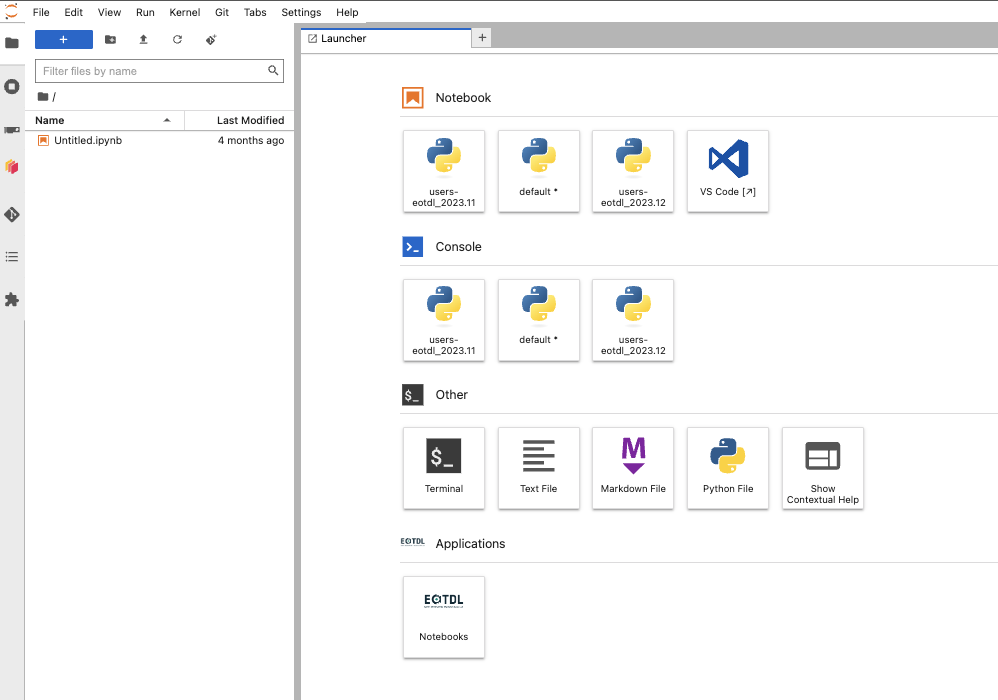 File Edit View Run Kernel Git Tabs Settings Help
+
Filter files by name
/
Name Last Modified
Untitled.ipynb 4 months ago
Launcher +
Notebook
users-
eotdl_2023.11
default *
users-
eotdl_2023.12
VS Code [↗]
Console
>_
users-
eotdl_2023.11
default *
users-
eotdl_2023.12
$_ Other
$_
Terminal
Text File
M
Markdown File
Python File
Show
Contextual Help
EOTDL Applications
EOTDL
Notebooks